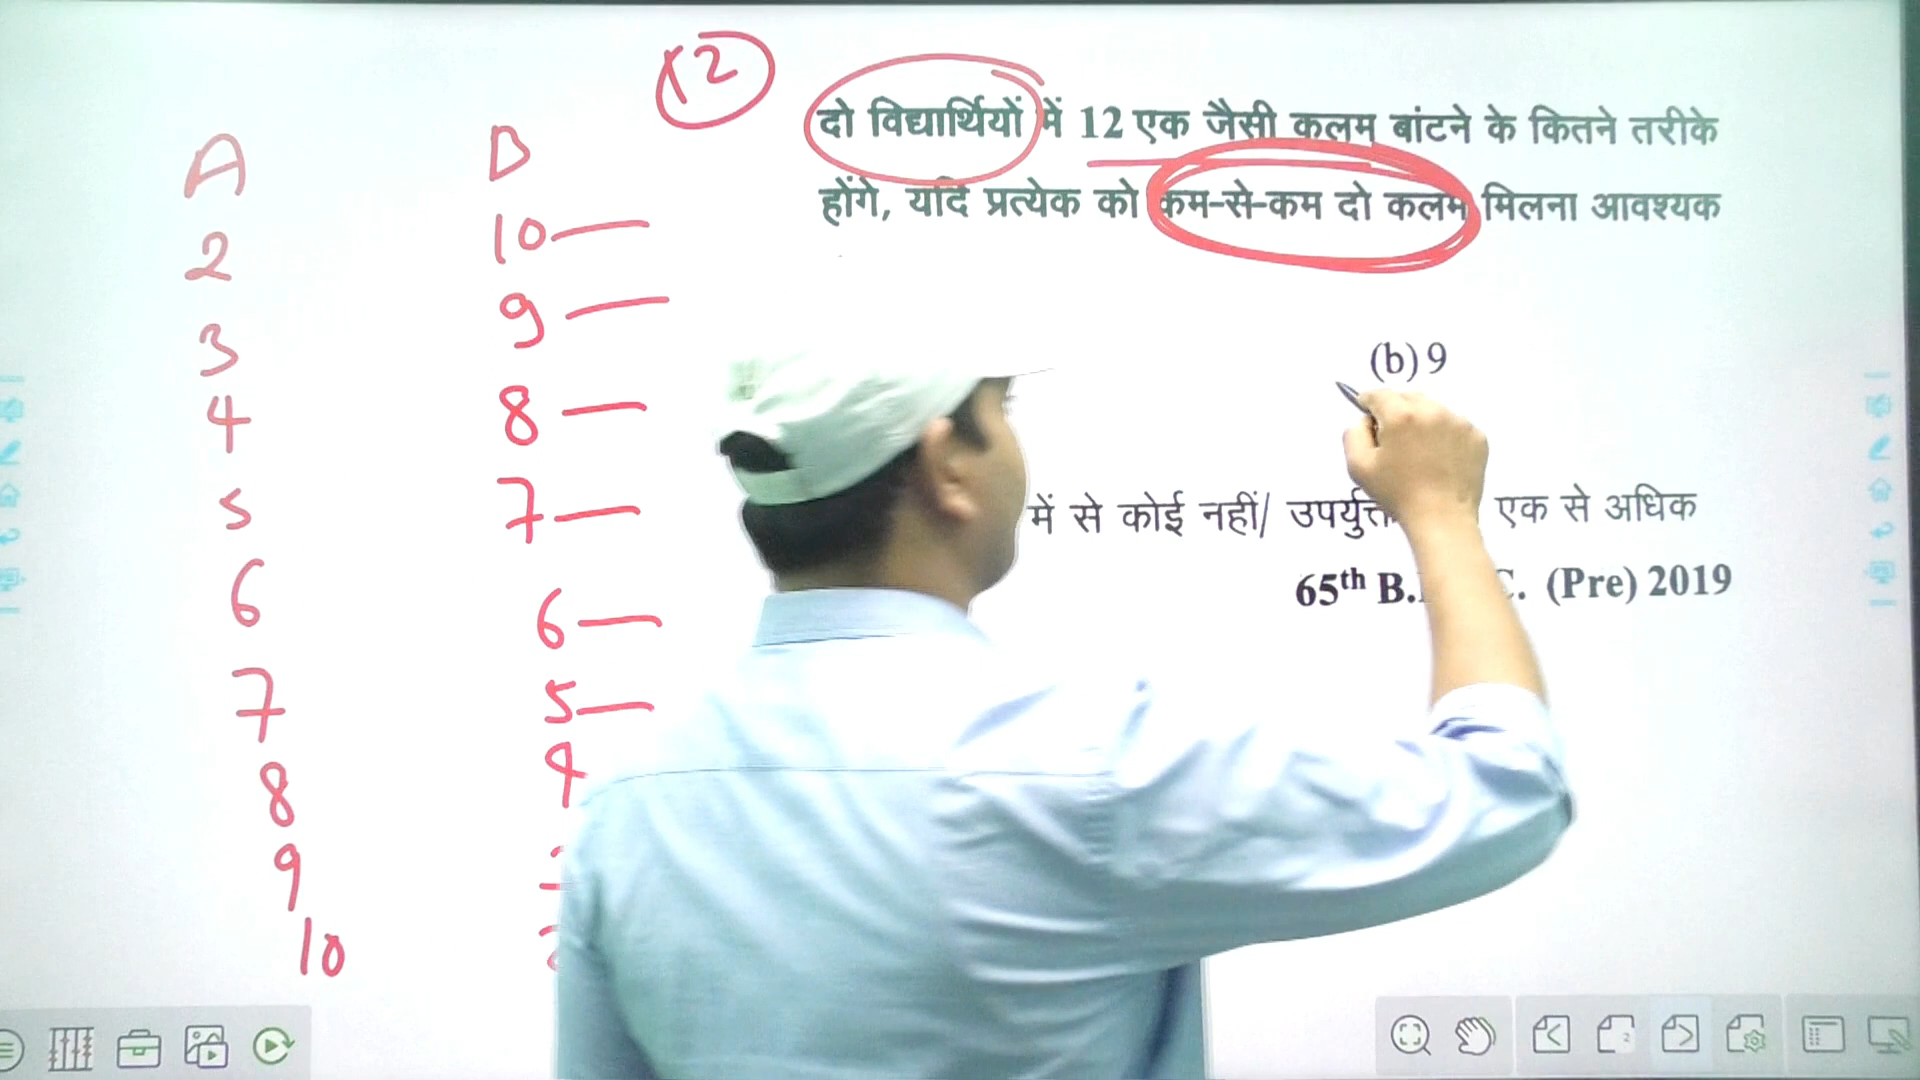 12
दो विद्यार्थियों में 12 एक जैसी कलम बांटने के कितने तरीके
होंगे, यदि प्रत्येक को कम-से-कम दो कलम मिलना आवश्यक
(b) 9
में से कोई नहीं/ एक से अधिक
65th B. C. (Pre) 2019
A B
2 10
3 9
4 8
5 7
6 6
7 5
8 4
9
10